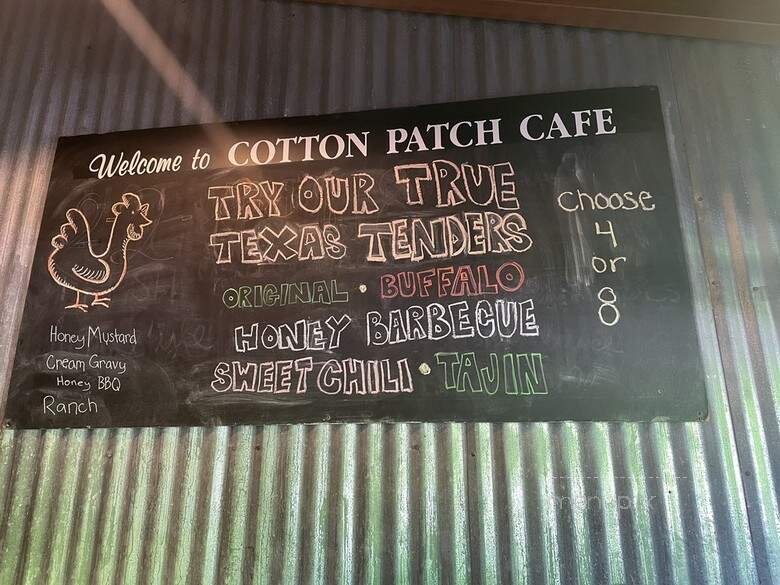 Welcome to COTTON PATCH CAFE
TRY OUR TRUE
TEXAS TENDERS
ORIGINAL • BUFFALO
HONEY BARBECUE
SWEET CHILI • TAJIN
Choose
4
or
8
Honey Mustard
Cream Gravy
Honey BBQ
Ranch